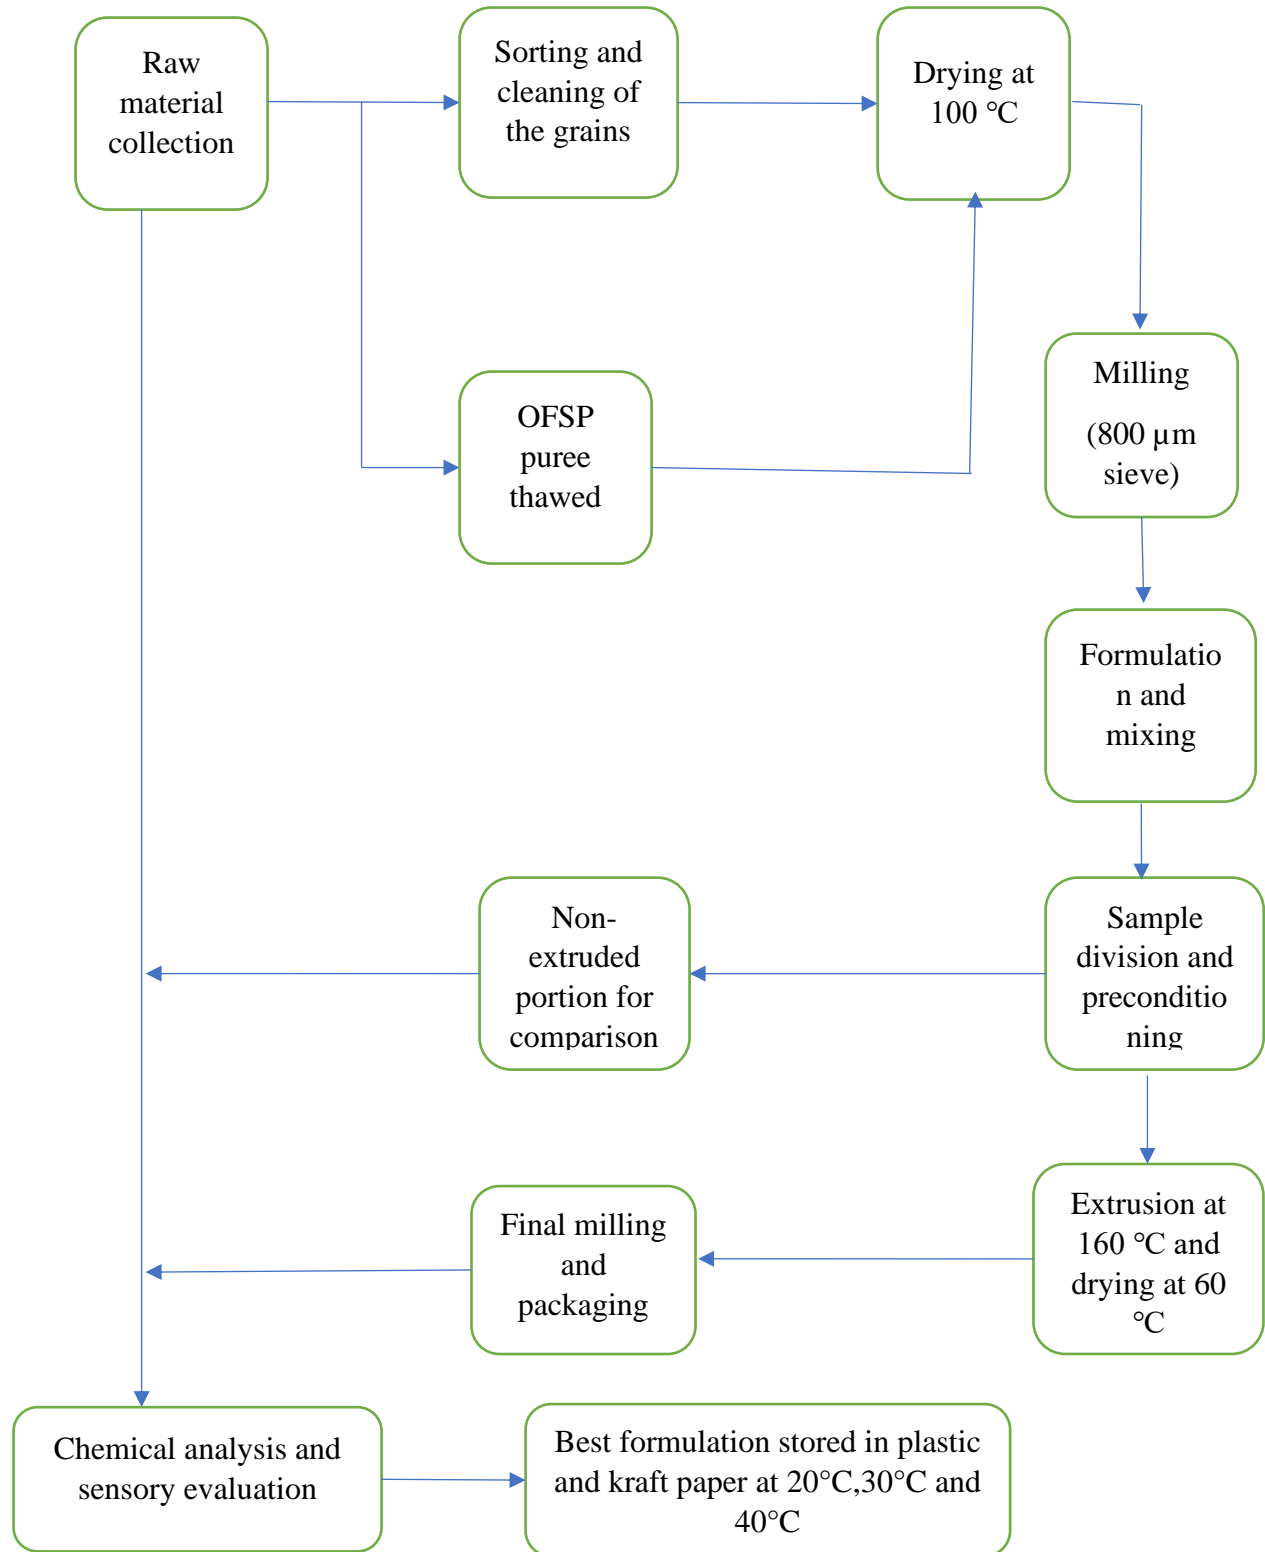 Raw
material
collection
Sorting and
cleaning of
the grains
Drying at
100 °C
OFSP
puree
thawed
Milling
(800 µm
sieve)
Formulatio
n and
mixing
Non-
extruded
portion for
comparison
Sample
division and
preconditio
ning
Final milling
and
packaging
Extrusion at
160 °C and
drying at 60
°C
Chemical analysis and
sensory evaluation
Best formulation stored in plastic
and kraft paper at 20°C,30°C and
40°C